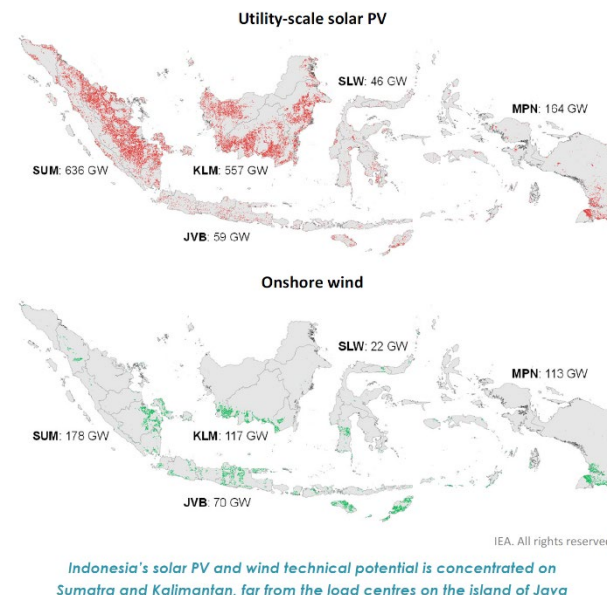 Utility-scale solar PV
SLW: 46 GW
MPN: 164 GW
SUM: 636 GW
KLM: 557 GW
JVB: 59 GW
Onshore wind
SLW: 22 GW
MPN: 113 GW
SUM: 178 GW
KLM: 117 GW
JVB: 70 GW
IEA. All rights reserved
Indonesia's solar PV and wind technical potential is concentrated on
Sumatra and Kalimantan, far from the load centres on the island of Java